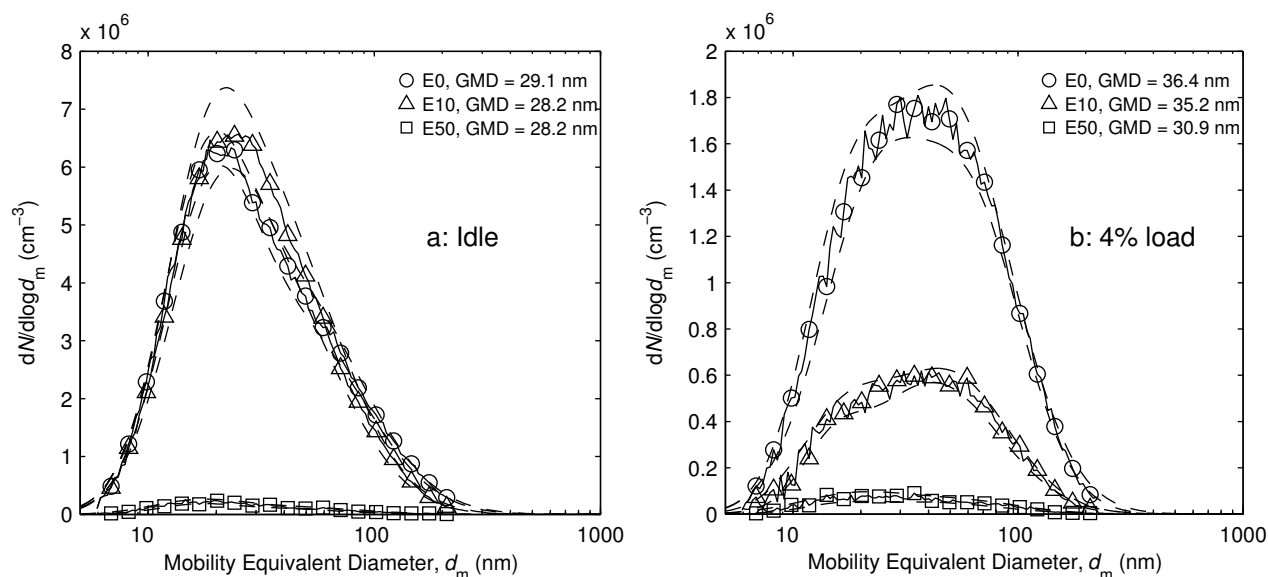 x 10⁶
8
7
6
5
4
3
2
1
0
dN/dlogd_m (cm⁻³)
E0, GMD = 29.1 nm
E10, GMD = 28.2 nm
E50, GMD = 28.2 nm
a: Idle
10
100
1000
Mobility Equivalent Diameter, d_m (nm)
x 10⁶
2
1.8
1.6
1.4
1.2
1
0.8
0.6
0.4
0.2
0
dN/dlogd_m (cm⁻³)
E0, GMD = 36.4 nm
E10, GMD = 35.2 nm
E50, GMD = 30.9 nm
b: 4% load
10
100
1000
Mobility Equivalent Diameter, d_m (nm)